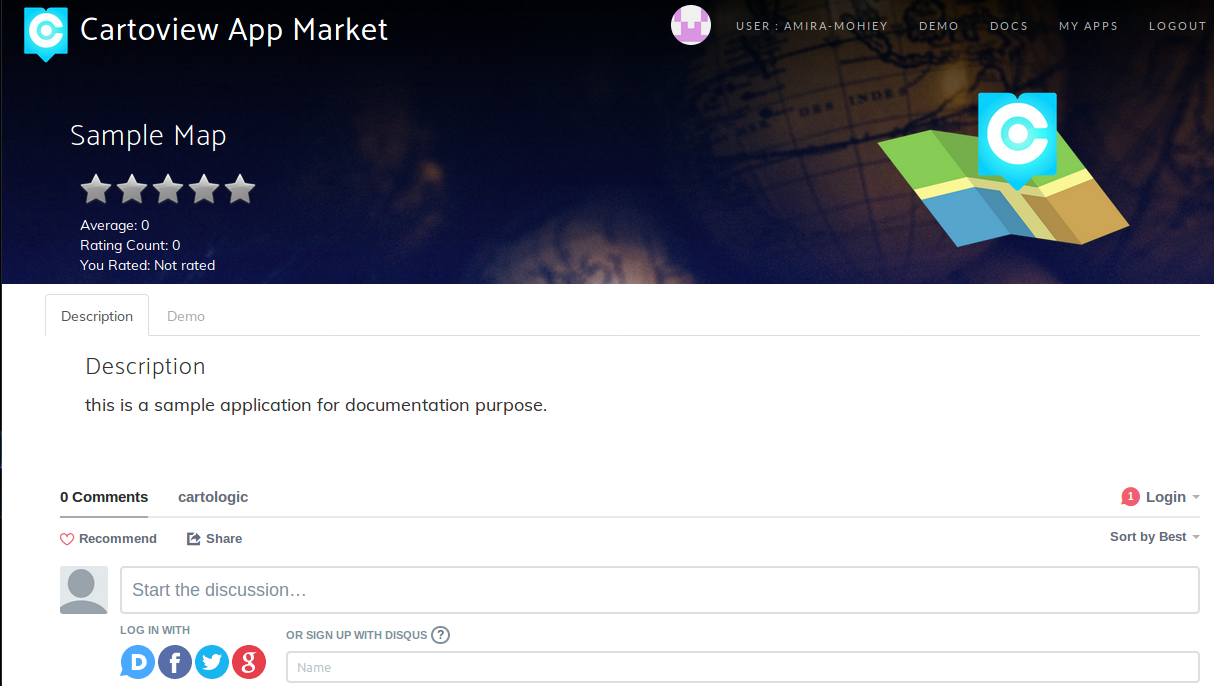 Cartoview App Market
USER : AMIRA-MOHIEY DEMO DOCS MY APPS LOGOUT
Sample Map
Average: 0
Rating Count: 0
You Rated: Not rated
Description Demo
Description
this is a sample application for documentation purpose.
0 Comments cartologic 1 Login
Recommend Share Sort by Best
Start the discussion…
LOG IN WITH
OR SIGN UP WITH DISQUS ?
Name